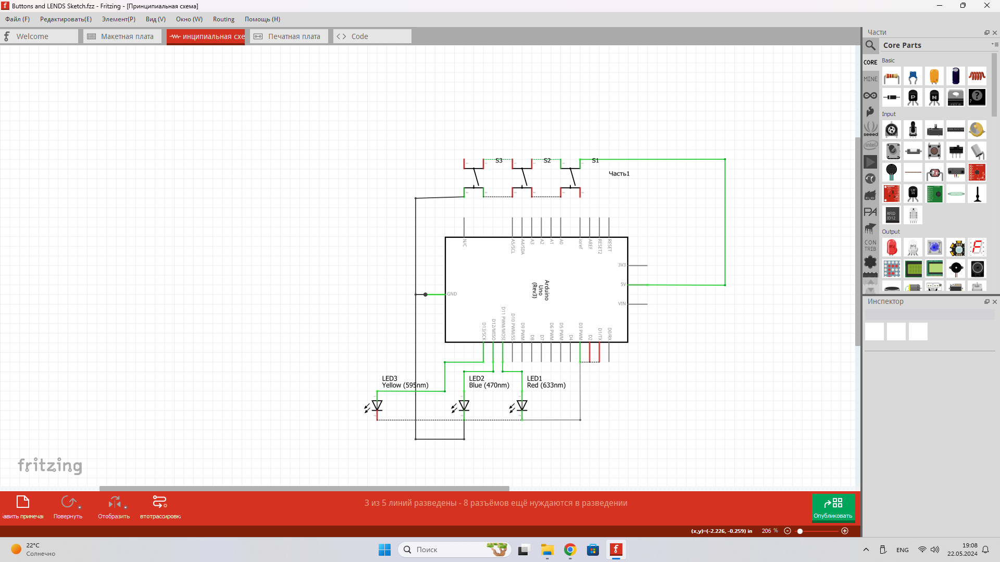 Buttons and LENDS Sketch.fzz - Fritzing - [Принципиальная схема]
Файл (F) Редактировать(E) Элемент(P) Вид (V) Окно (W) Routing Помощь (H)
Welcome Макетная плата инципиальная схе Печатная плата Code
Части
Core Parts
CORE
MINE
seeed
intel
PA
CON
TRIB
Basic
P N ?
Input
RFID
ID12
Output
S3 S2 S1
Часть1
N/C A5/SCL A4/SDA A3 A2 A1 A0 ioref AREF RESET2 RESET
3V3
5V
VIN
GND
Arduino
Uno
(Rev3)
D13/SCK D12/MISO D11 PWM/MOSI D10 PWM/SS D9 PWM D8 D7 D6 PWM D5 PWM D4 D3 PWM D2 D1/TX D0/RX
LED3
Yellow (595nm)
LED2
Blue (470nm)
LED1
Red (633nm)
Инспектор
fritzing
3 из 5 линий разведены - 8 разъёмов ещё нуждаются в разведении
авить примечан Повернуть Отобразить втотрассировка Опубликовать
(x,y)=(-2.226, -0.259) in 206 %
22°C
Солнечно
Поиск
ENG
19:08
22.05.2024